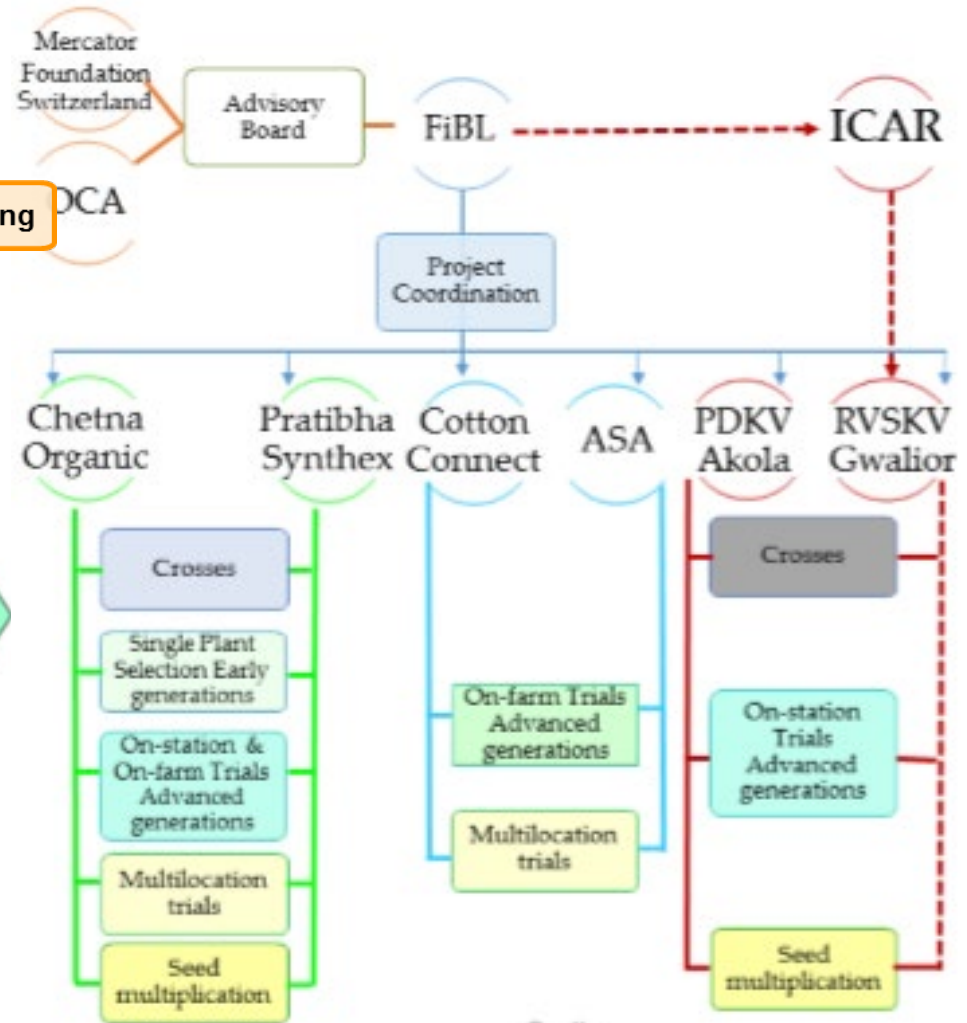 Mercator
Foundation
Switzerland
Advisory
Board
FiBL
ICAR
ng
OCA
Project
Coordination
Chetna
Organic
Pratibha
Synthex
Cotton
Connect
ASA
PDKV
Akola
RVSKV
Gwalior
Crosses
Single Plant
Selection Early
generations
On-station &
On-farm Trials
Advanced
generations
Multilocation
trials
Seed
multiplication
On-farm Trials
Advanced
generations
Multilocation
trials
Crosses
On-station
Trials
Advanced
generations
Seed
multiplication